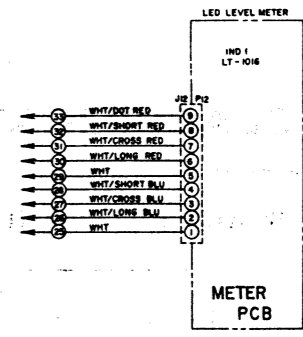 LED LEVEL METER
IND 1
LT-1016
J12 P12
33 WHT/DOT RED 9
32 WHT/SHORT RED 8
31 WHT/CROSS RED 7
30 WHT/LONG RED 6
29 WHT 5
28 WHT/SHORT BLU 4
27 WHT/CROSS BLU 3
26 WHT/LONG BLU 2
25 WHT 1
METER
PCB